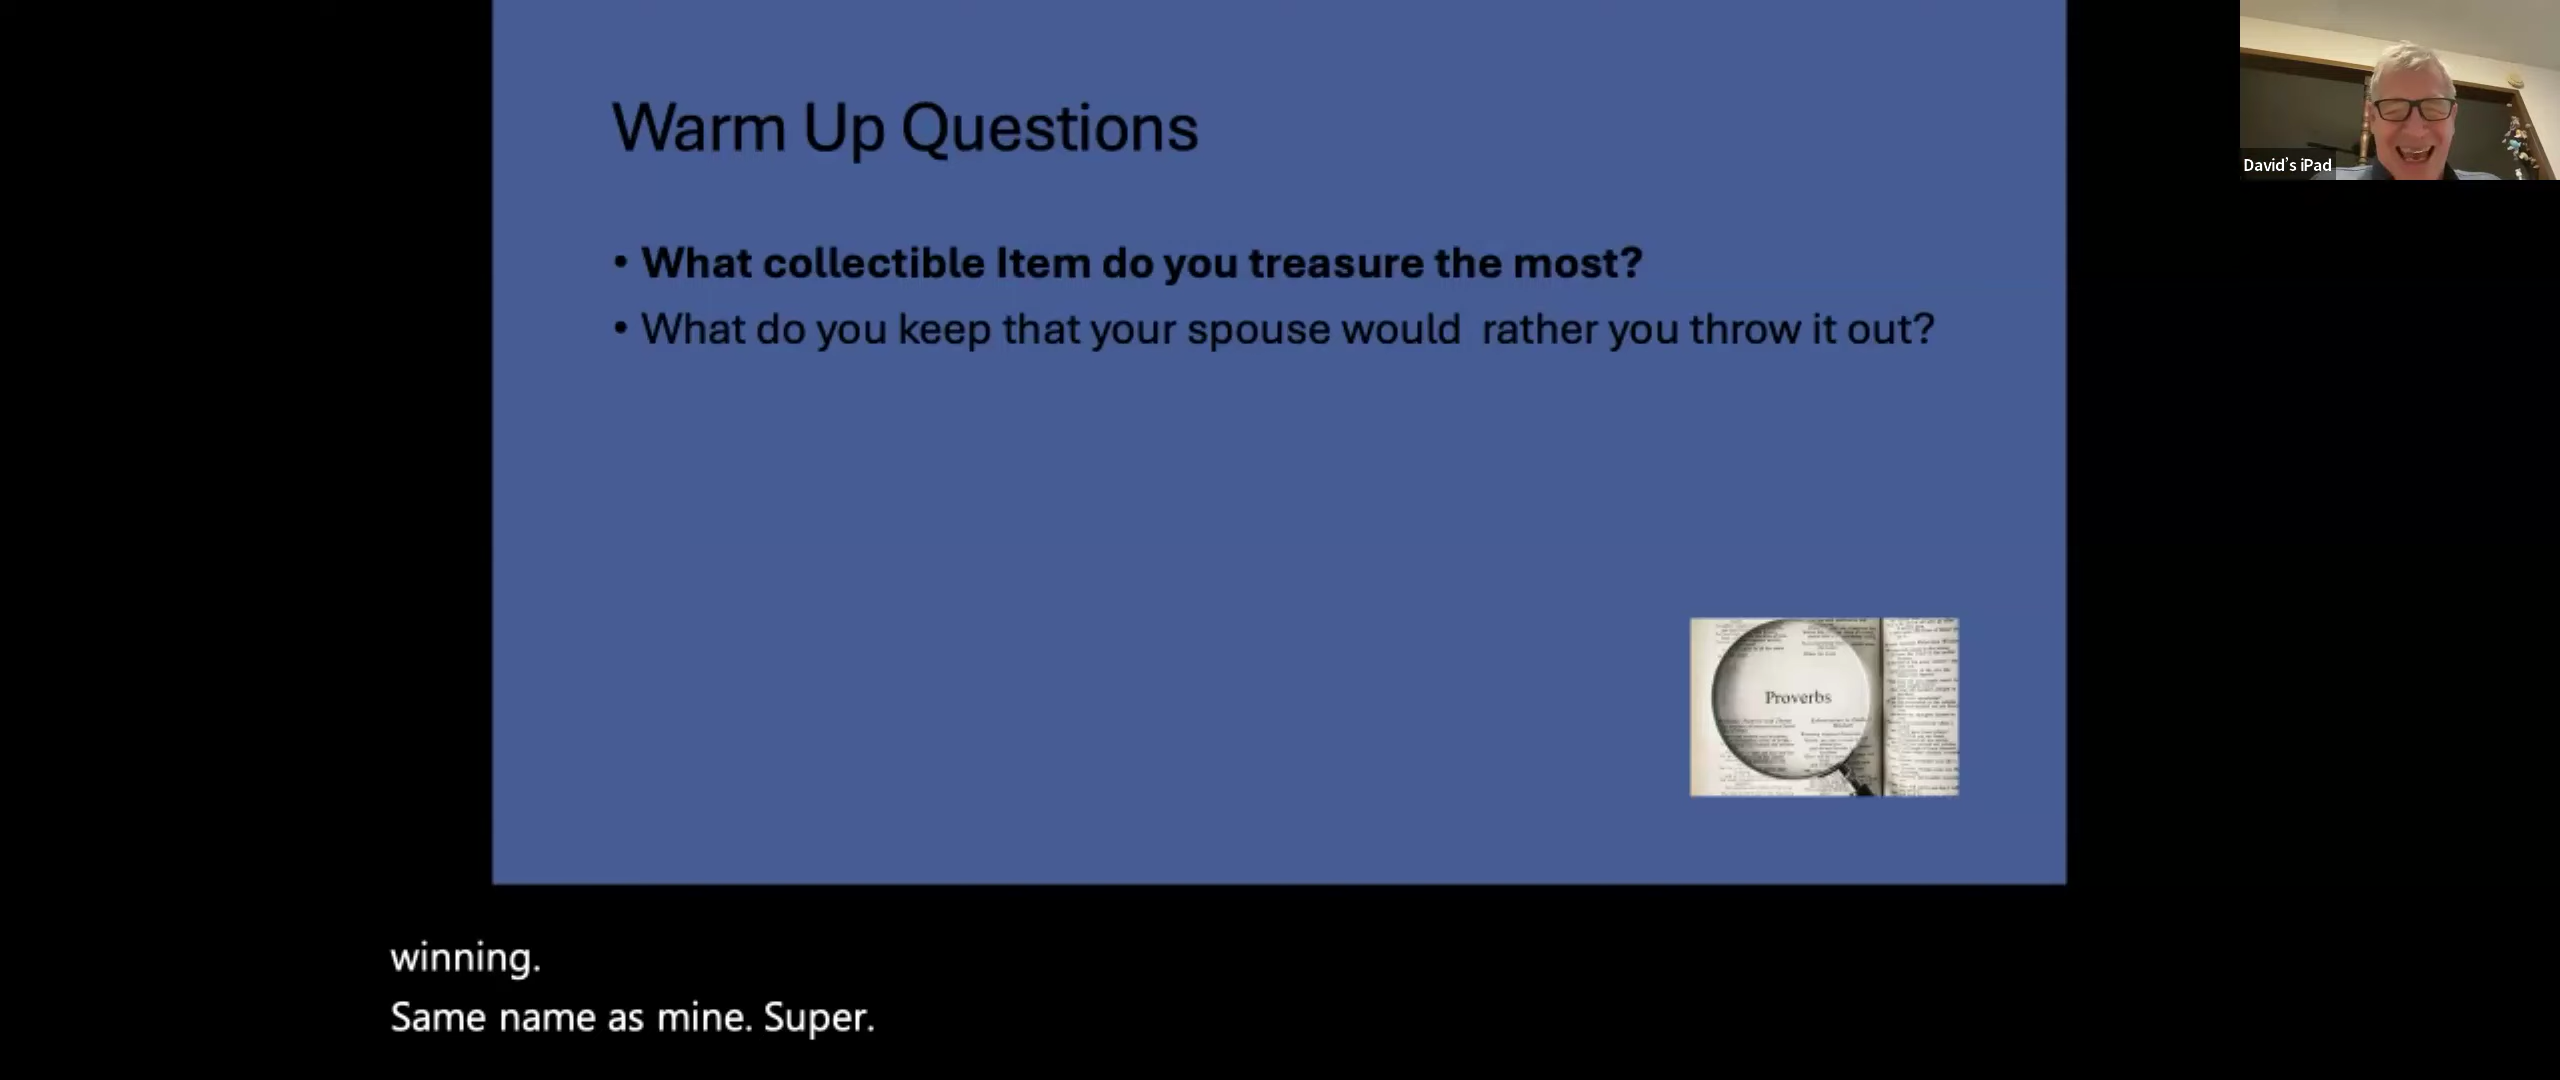 Warm Up Questions
• What collectible Item do you treasure the most?
• What do you keep that your spouse would  rather you throw it out?
David's iPad
Proverbs
winning.
Same name as mine. Super.